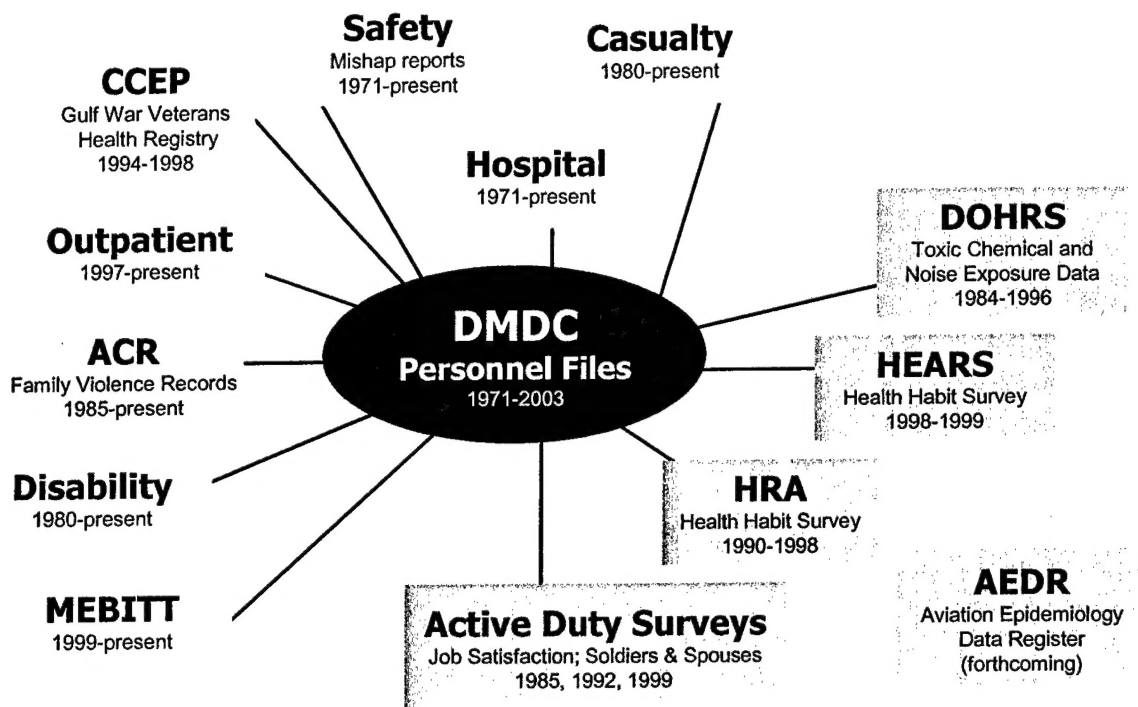 Safety
Mishap reports
1971-present
Casualty
1980-present
CCEP
Gulf War Veterans
Health Registry
1994-1998
Hospital
1971-present
DOHRS
Toxic Chemical and
Noise Exposure Data
1984-1996
Outpatient
1997-present
DMDC
Personnel Files
1971-2003
ACR
Family Violence Records
1985-present
HEARS
Health Habit Survey
1998-1999
Disability
1980-present
HRA
Health Habit Survey
1990-1998
MEBITT
1999-present
Active Duty Surveys
Job Satisfaction; Soldiers & Spouses
1985, 1992, 1999
AEDR
Aviation Epidemiology
Data Register
(forthcoming)